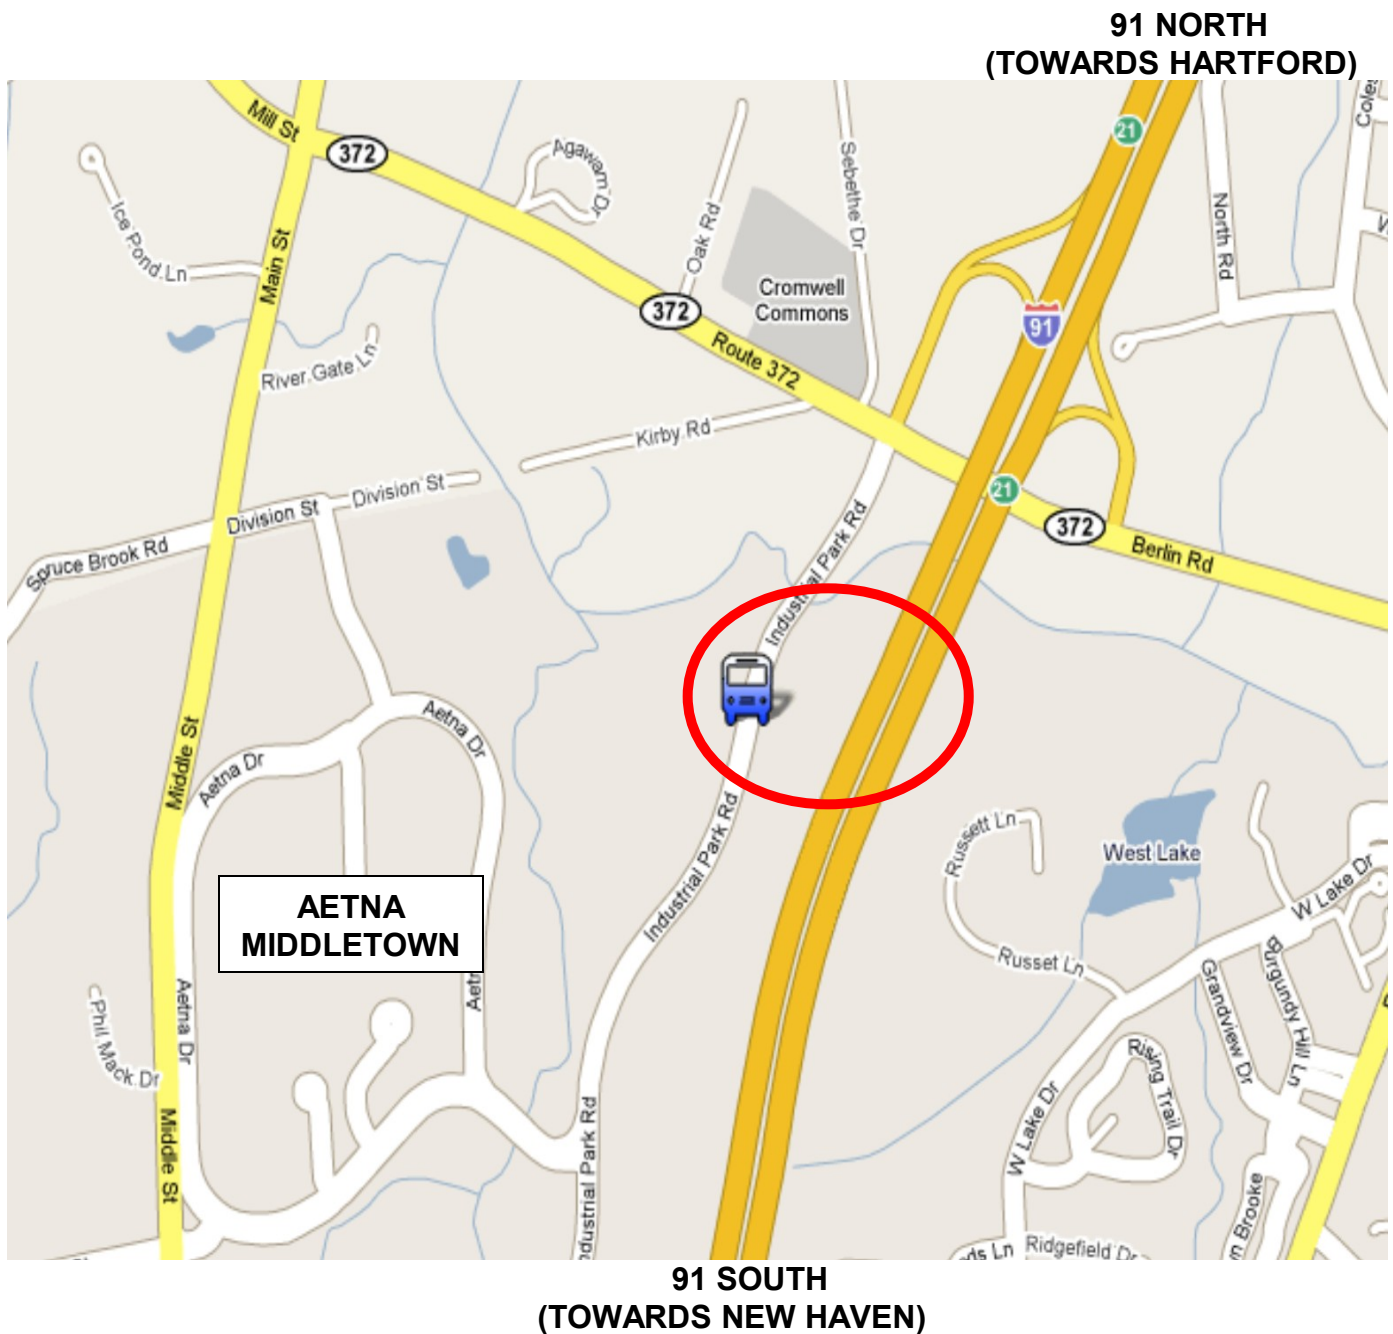 91 NORTH
(TOWARDS HARTFORD)
Mill St
372
21
Agawam Dr
Sebethe Dr
Oak Rd
North Rd
Ice Pond Ln
Main St
Cromwell
Commons
372
91
Route 372
River Gate Ln
Kirby Rd
Division St
Division St
21
372
Spruce Brook Rd
Berlin Rd
Industrial Park Rd
Middle St
Aetna Dr
Aetna Dr
Industrial Park Rd
Russett Ln
West Lake
W Lake Dr
AETNA
MIDDLETOWN
Russet Ln
Burgundy Hill Ln
Grandview Dr
Aetna Dr
Phil Mack Dr
Rising Trail Dr
W Lake Dr
Middle St
Industrial Park Rd
Ridgefield Dr
Brooke
91 SOUTH
(TOWARDS NEW HAVEN)